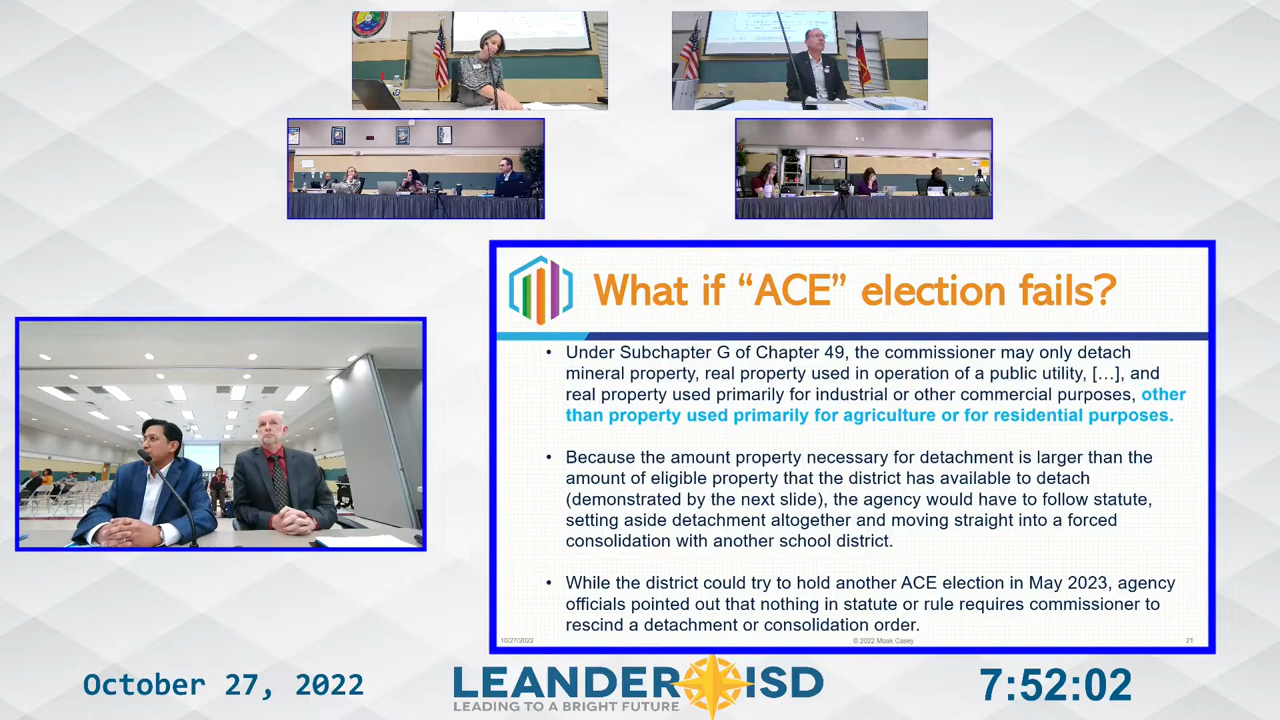 What if “ACE” election fails?
• Under Subchapter G of Chapter 49, the commissioner may only detach
mineral property, real property used in operation of a public utility, […], and
real property used primarily for industrial or other commercial purposes, other
than property used primarily for agriculture or for residential purposes.
• Because the amount property necessary for detachment is larger than the
amount of eligible property that the district has available to detach
(demonstrated by the next slide), the agency would have to follow statute,
setting aside detachment altogether and moving straight into a forced
consolidation with another school district.
• While the district could try to hold another ACE election in May 2023, agency
officials pointed out that nothing in statute or rule requires commissioner to
rescind a detachment or consolidation order.
10/27/2022 © 2022 Moak Casey 21
October 27, 2022
LEANDER ISD
LEADING TO A BRIGHT FUTURE
7:52:02